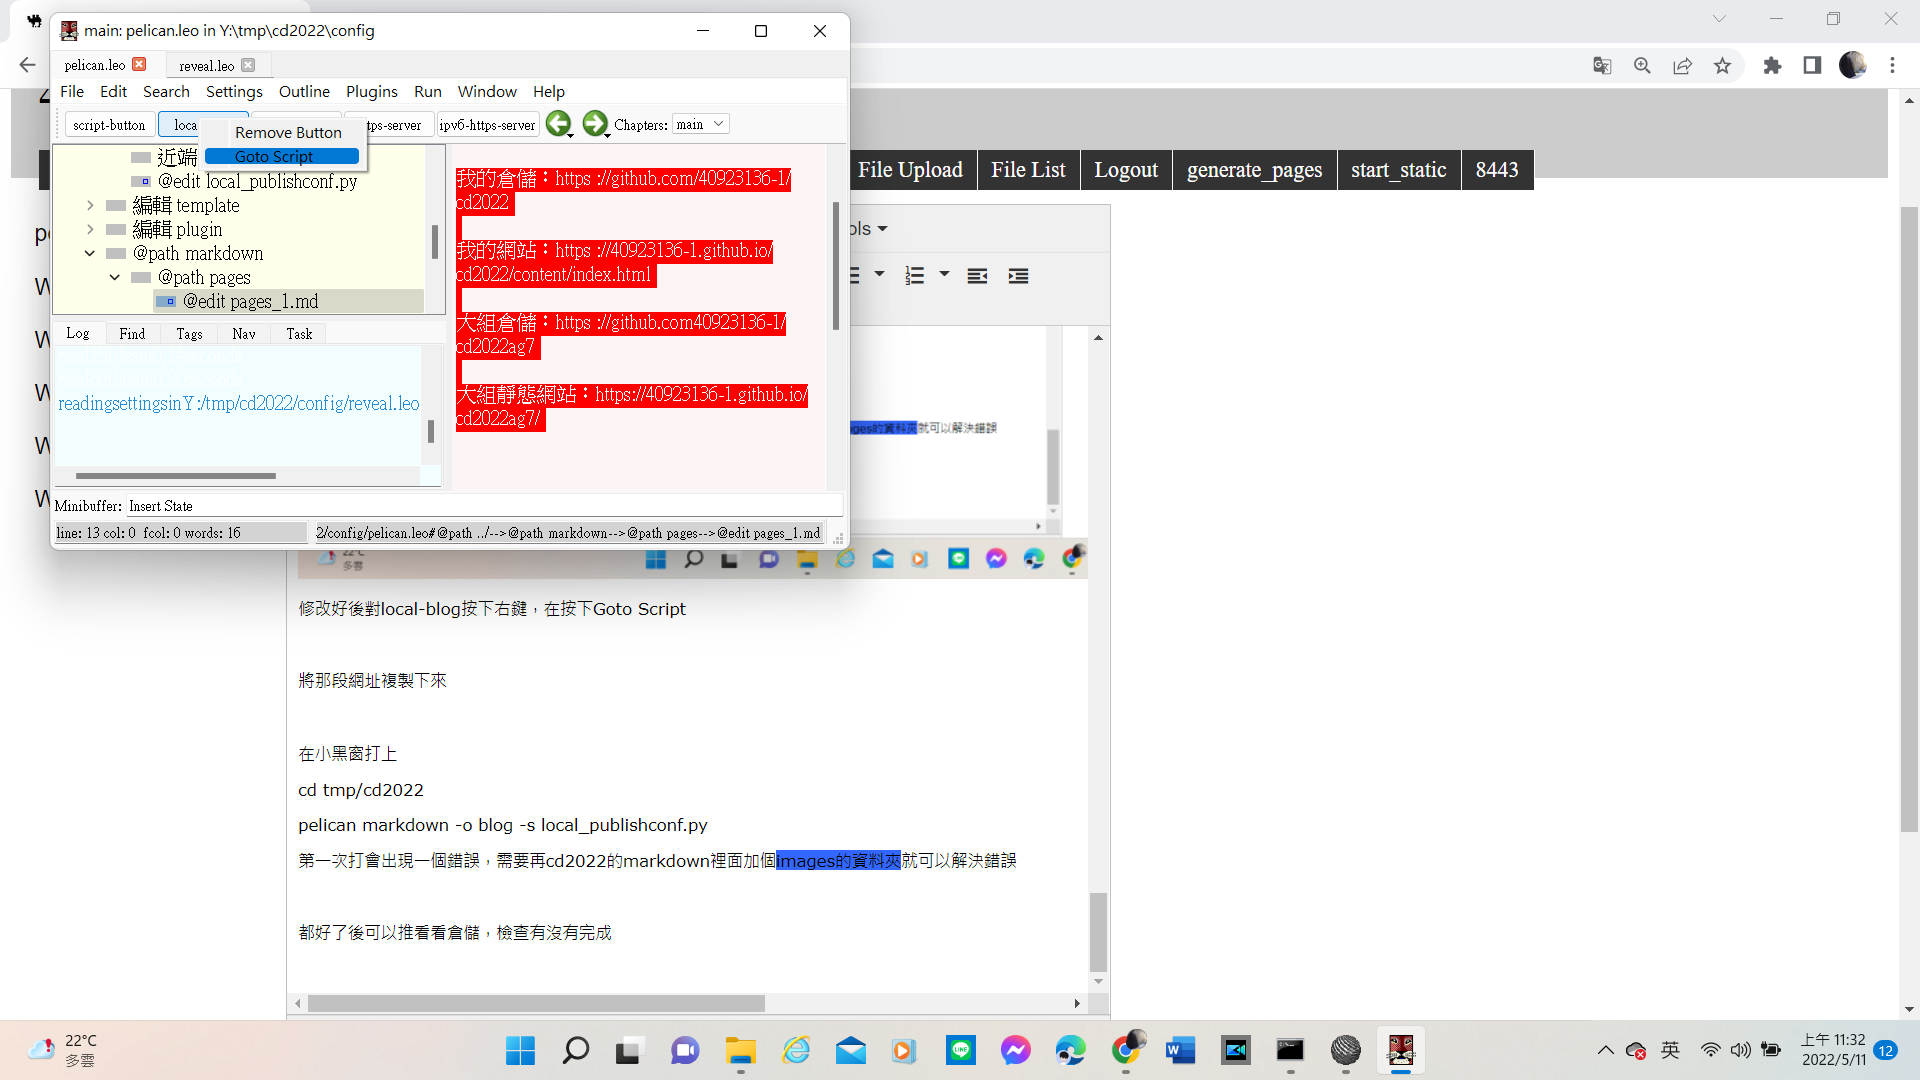 main: pelican.leo in Y:\tmp\cd2022\config
pelican.leo
reveal.leo
File Edit Search Settings Outline Plugins Run Window Help
script-button
loca
tps-server
ipv6-https-server
Chapters: main
Remove Button
Goto Script
近端
@edit local_publishconf.py
編輯 template
編輯 plugin
@path markdown
@path pages
@edit pages_1.md
Log Find Tags Nav Task
readingsettingsinY:/tmp/cd2022/config/reveal.leo
我的倉儲：https ://github.com/40923136-1/
cd2022
我的網站：https ://40923136-1.github.io/
cd2022/content/index.html
大組倉儲：https ://github.com40923136-1/
cd2022ag7
大組靜態網站：https://40923136-1.github.io/
cd2022ag7/
Minibuffer: Insert State
line: 13 col: 0 fcol: 0 words: 16
2/config/pelican.leo#@path ../-->@path markdown-->@path pages-->@edit pages_1.md
File Upload File List Logout generate_pages start_static 8443
ols
ages的資料夾就可以解決錯誤
22°C
多雲
修改好後對local-blog按下右鍵，在按下Goto Script
將那段網址複製下來
在小黑窗打上
cd tmp/cd2022
pelican markdown -o blog -s local_publishconf.py
第一次打會出現一個錯誤，需要再cd2022的markdown裡面加個images的資料夾就可以解決錯誤
都好了後可以推看看倉儲，檢查有沒有完成
22°C
多雲
英
上午 11:32
2022/5/11
12